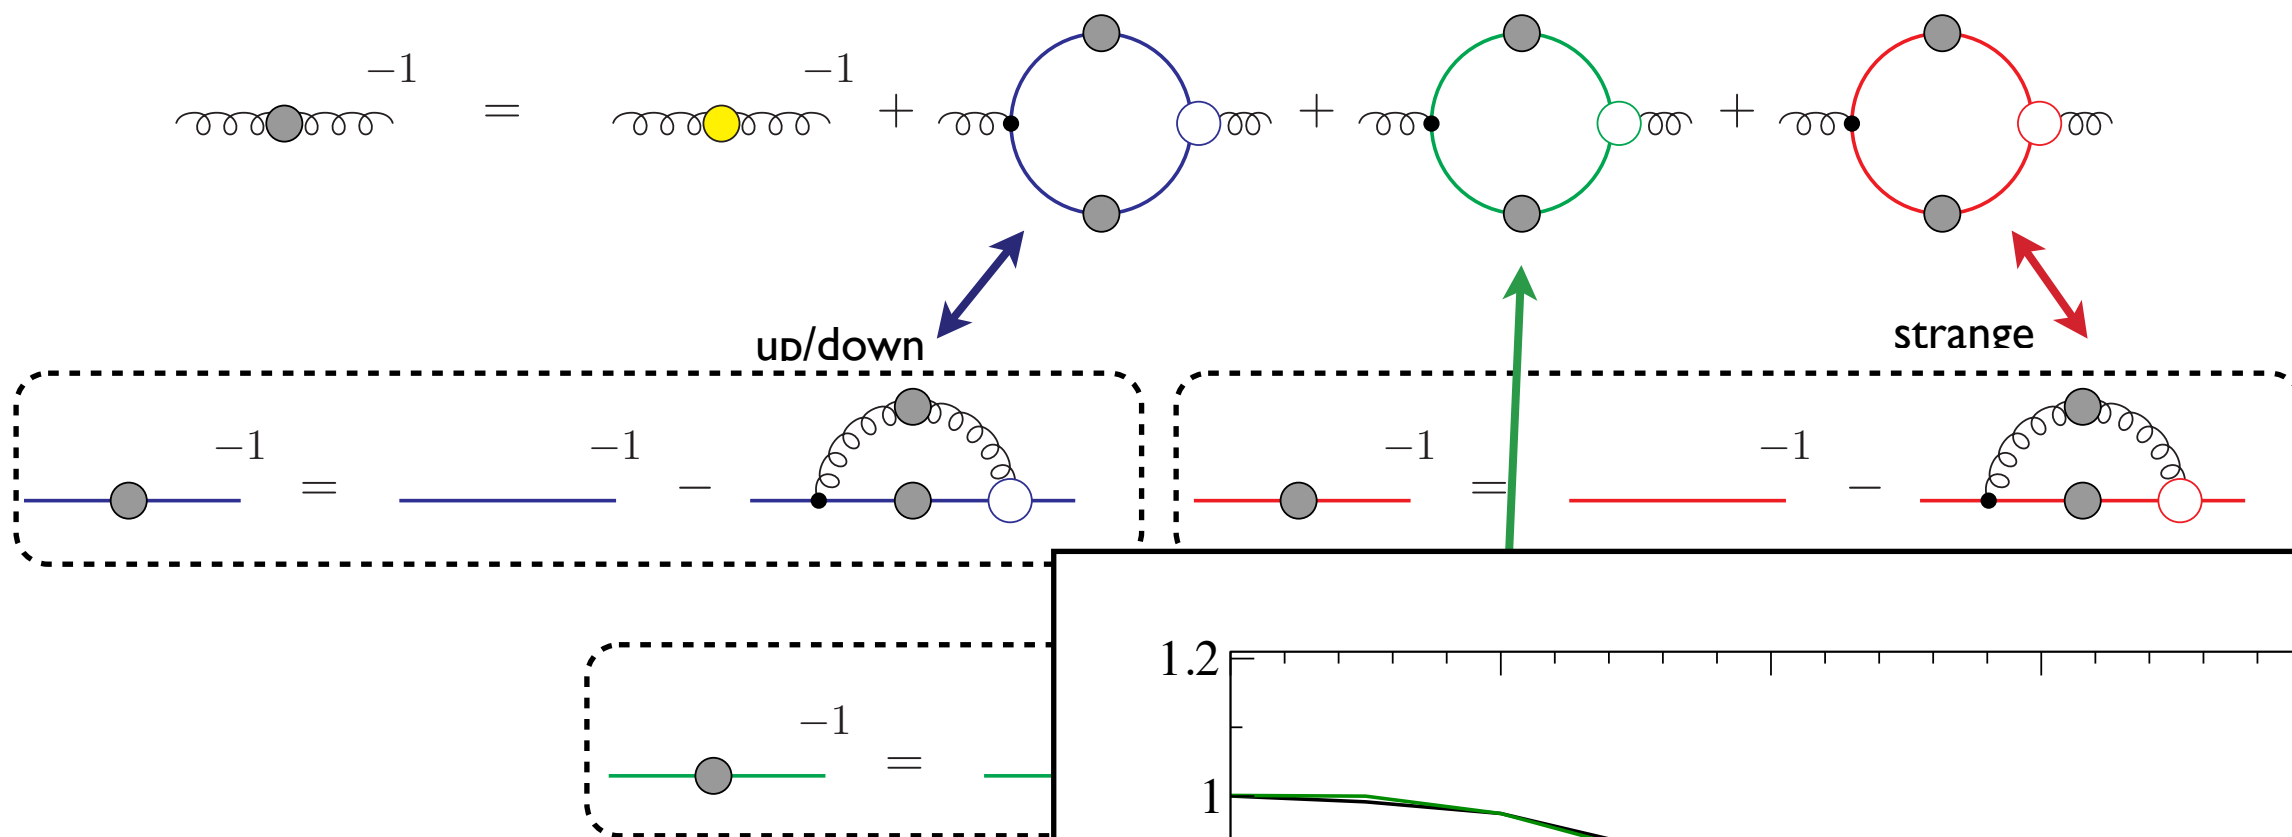 −1 = −1 + + +
up/down strange
−1 = −1 − −1 = −1 −
1.2
−1 =
1